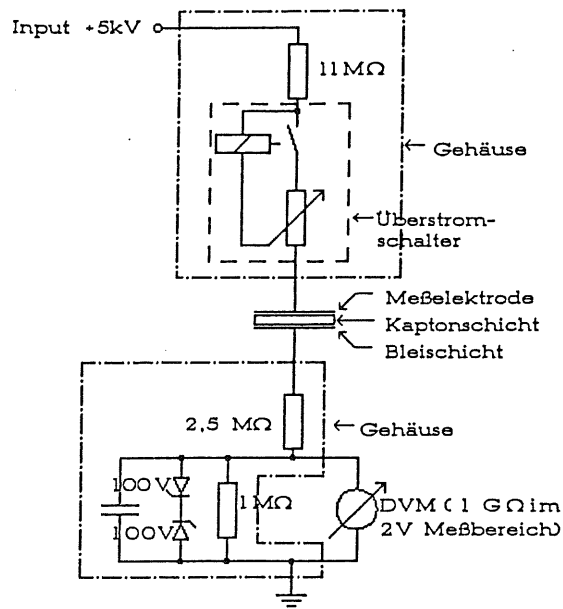 Input +5kV
11MΩ
Gehäuse
Überstrom-
schalter
Meßelektrode
Kaptonschicht
Bleischicht
2,5 MΩ
Gehäuse
100V
1MΩ
100V
DVM(1 GΩ im
2V Meßbereich)